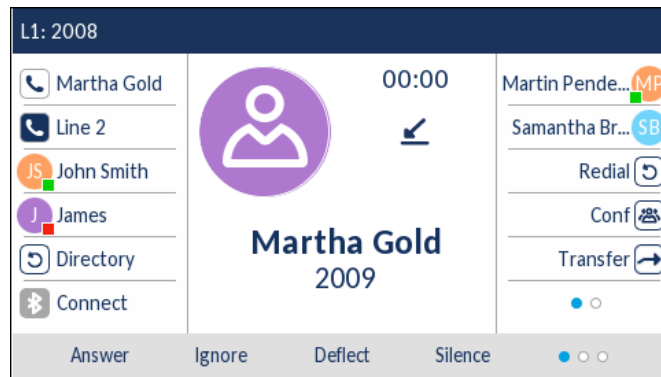 L1: 2008
Martha Gold
Line 2
JS John Smith
J James
Directory
Connect
00:00
Martha Gold
2009
Martin Pende... MP
Samantha Br... SB
Redial
Conf
Transfer
Answer Ignore Deflect Silence